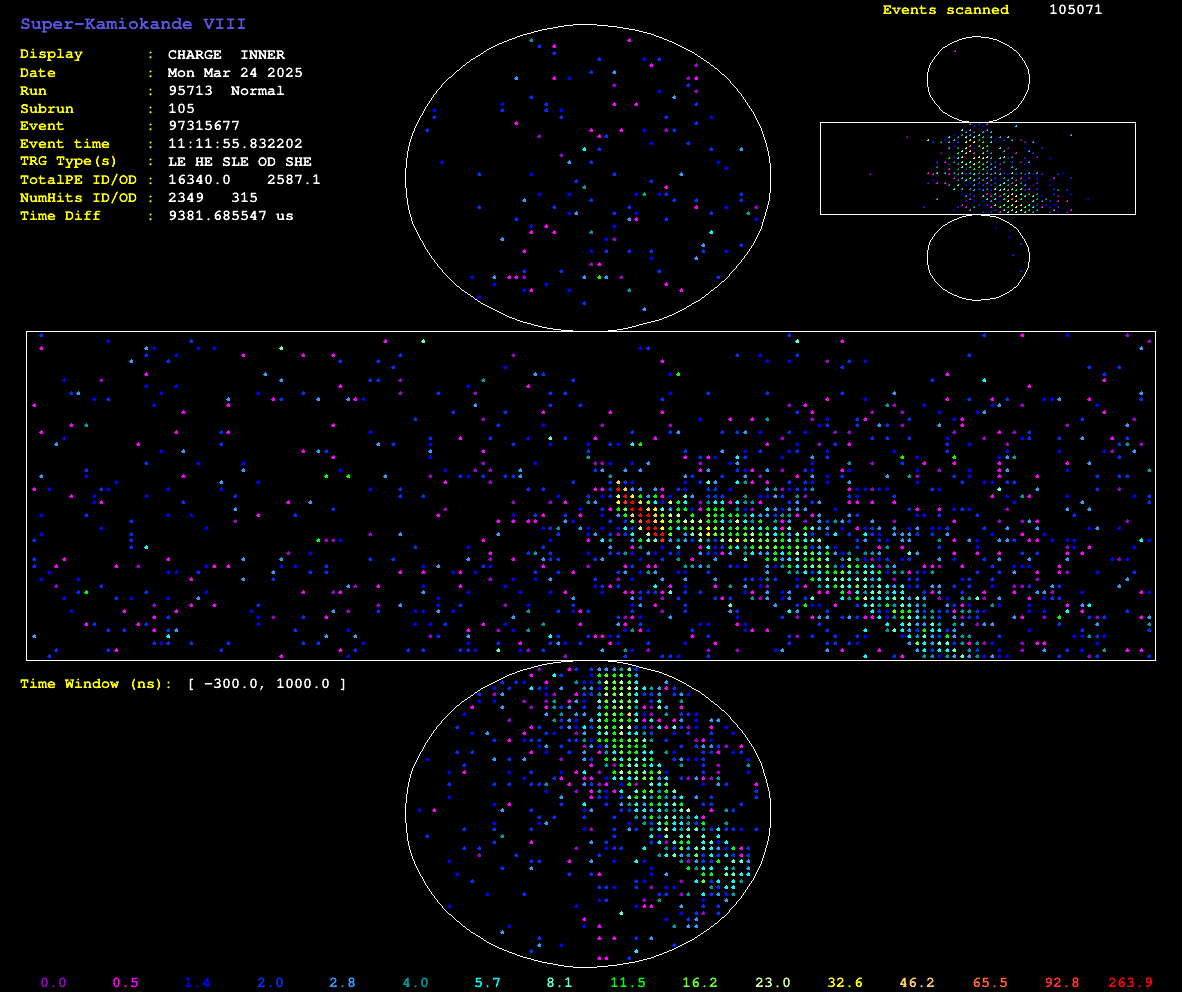 Super-Kamiokande VIII
Events scanned 105071
Display : CHARGE INNER
Date : Mon Mar 24 2025
Run : 95713 Normal
Subrun : 105
Event : 97315677
Event time : 11:11:55.832202
TRG Type(s) : LE HE SLE OD SHE
TotalPE ID/OD : 16340.0 2587.1
NumHits ID/OD : 2349 315
Time Diff : 9381.685547 us
Time Window (ns): [ -300.0, 1000.0 ]
0.0 0.5 1.4 2.0 2.8 4.0 5.7 8.1 11.5 16.2 23.0 32.6 46.2 65.5 92.8 263.9